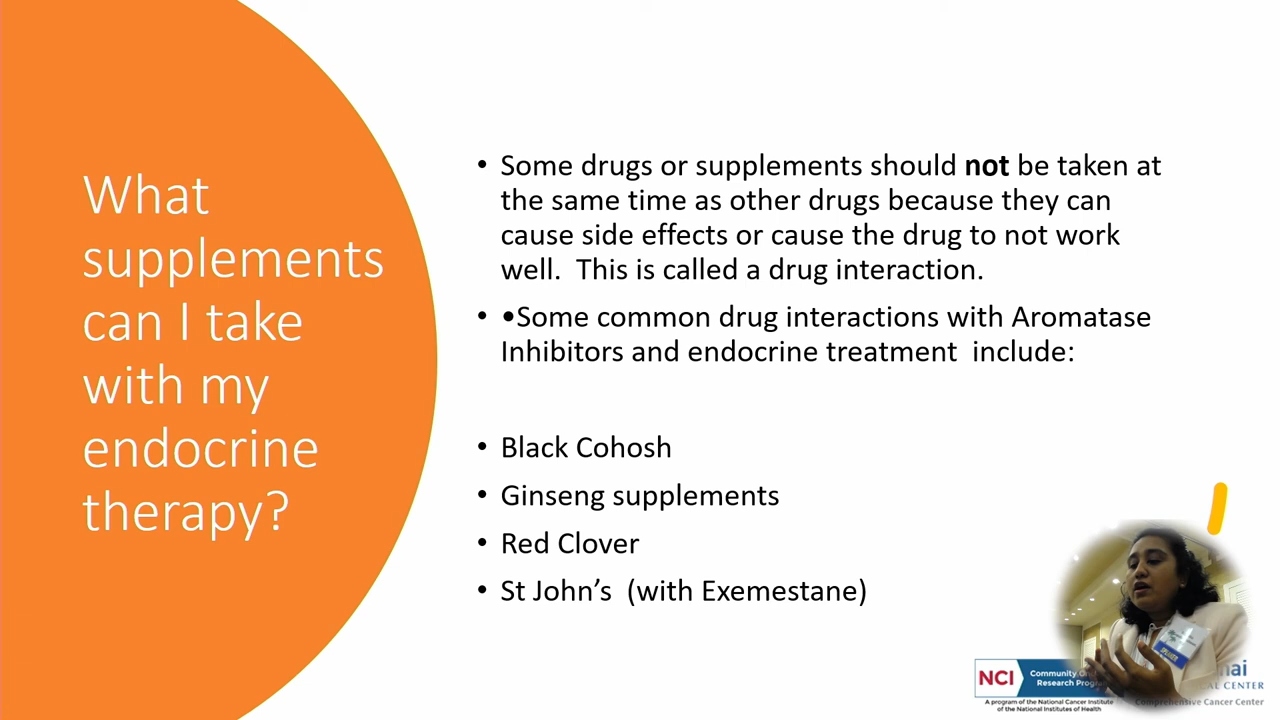 What
supplements
can I take
with my
endocrine
therapy?
• Some drugs or supplements should not be taken at
the same time as other drugs because they can
cause side effects or cause the drug to not work
well.  This is called a drug interaction.
• •Some common drug interactions with Aromatase
Inhibitors and endocrine treatment  include:
• Black Cohosh
• Ginseng supplements
• Red Clover
• St John’s  (with Exemestane)
NCI
Community
Research
A program of the National Cancer Institute
of the National Institutes of Health
CENTER
Comprehensive Cancer Center
SPEAKER